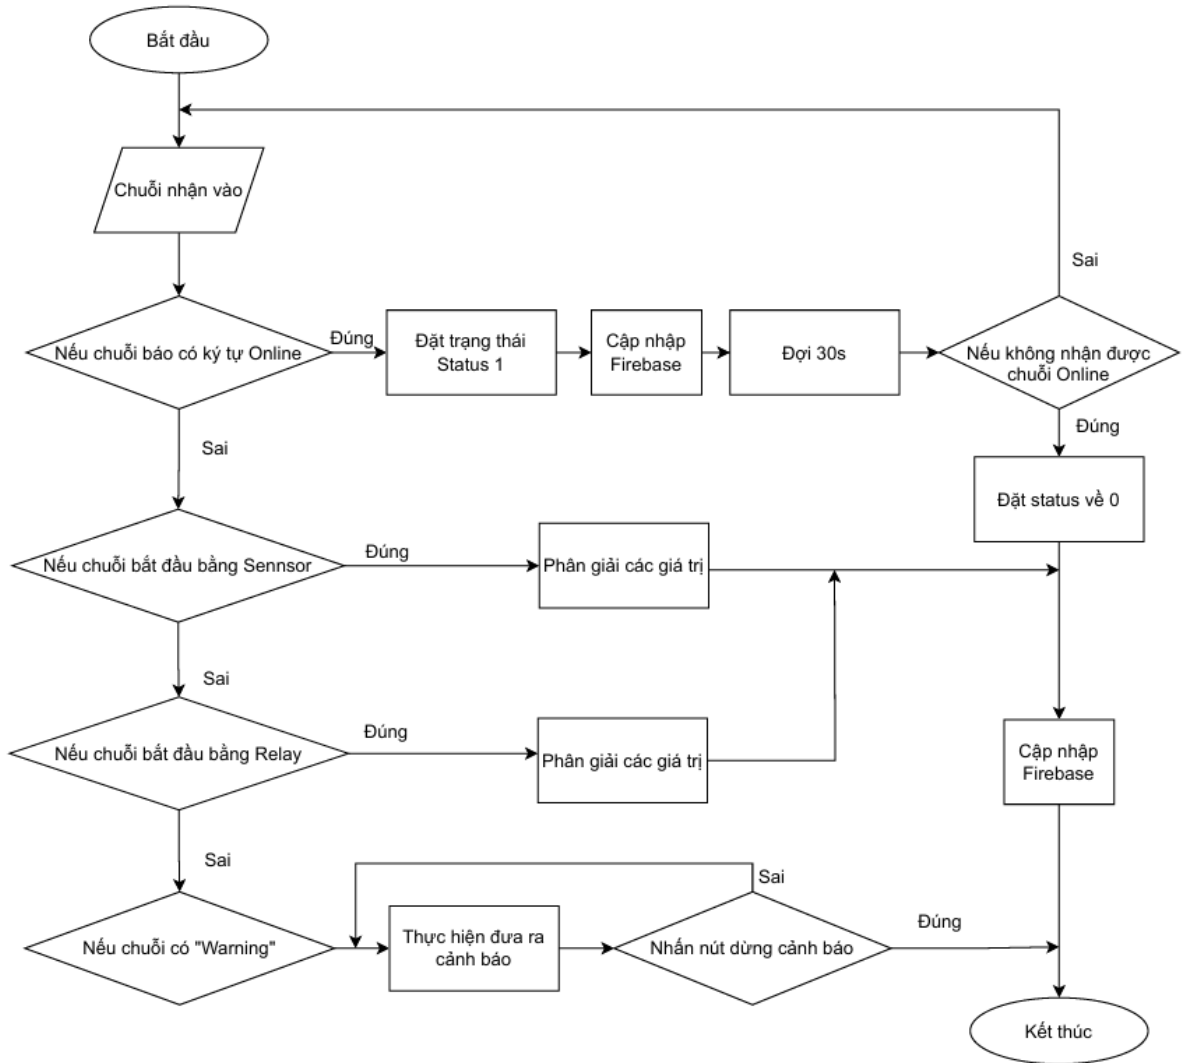 Bắt đầu
Chuỗi nhận vào
Sai
Nếu chuỗi báo có ký tự Online
Đúng
Đặt trạng thái
Status 1
Cập nhập
Firebase
Đợi 30s
Nếu không nhận được
chuỗi Online
Đúng
Sai
Đặt status về 0
Nếu chuỗi bắt đầu bằng Sennsor
Đúng
Phân giải các giá trị
Sai
Nếu chuỗi bắt đầu bằng Relay
Đúng
Phân giải các giá trị
Cập nhập
Firebase
Sai
Nếu chuỗi có "Warning"
Thực hiện đưa ra
cảnh báo
Sai
Nhấn nút dừng cảnh báo
Đúng
Kết thúc